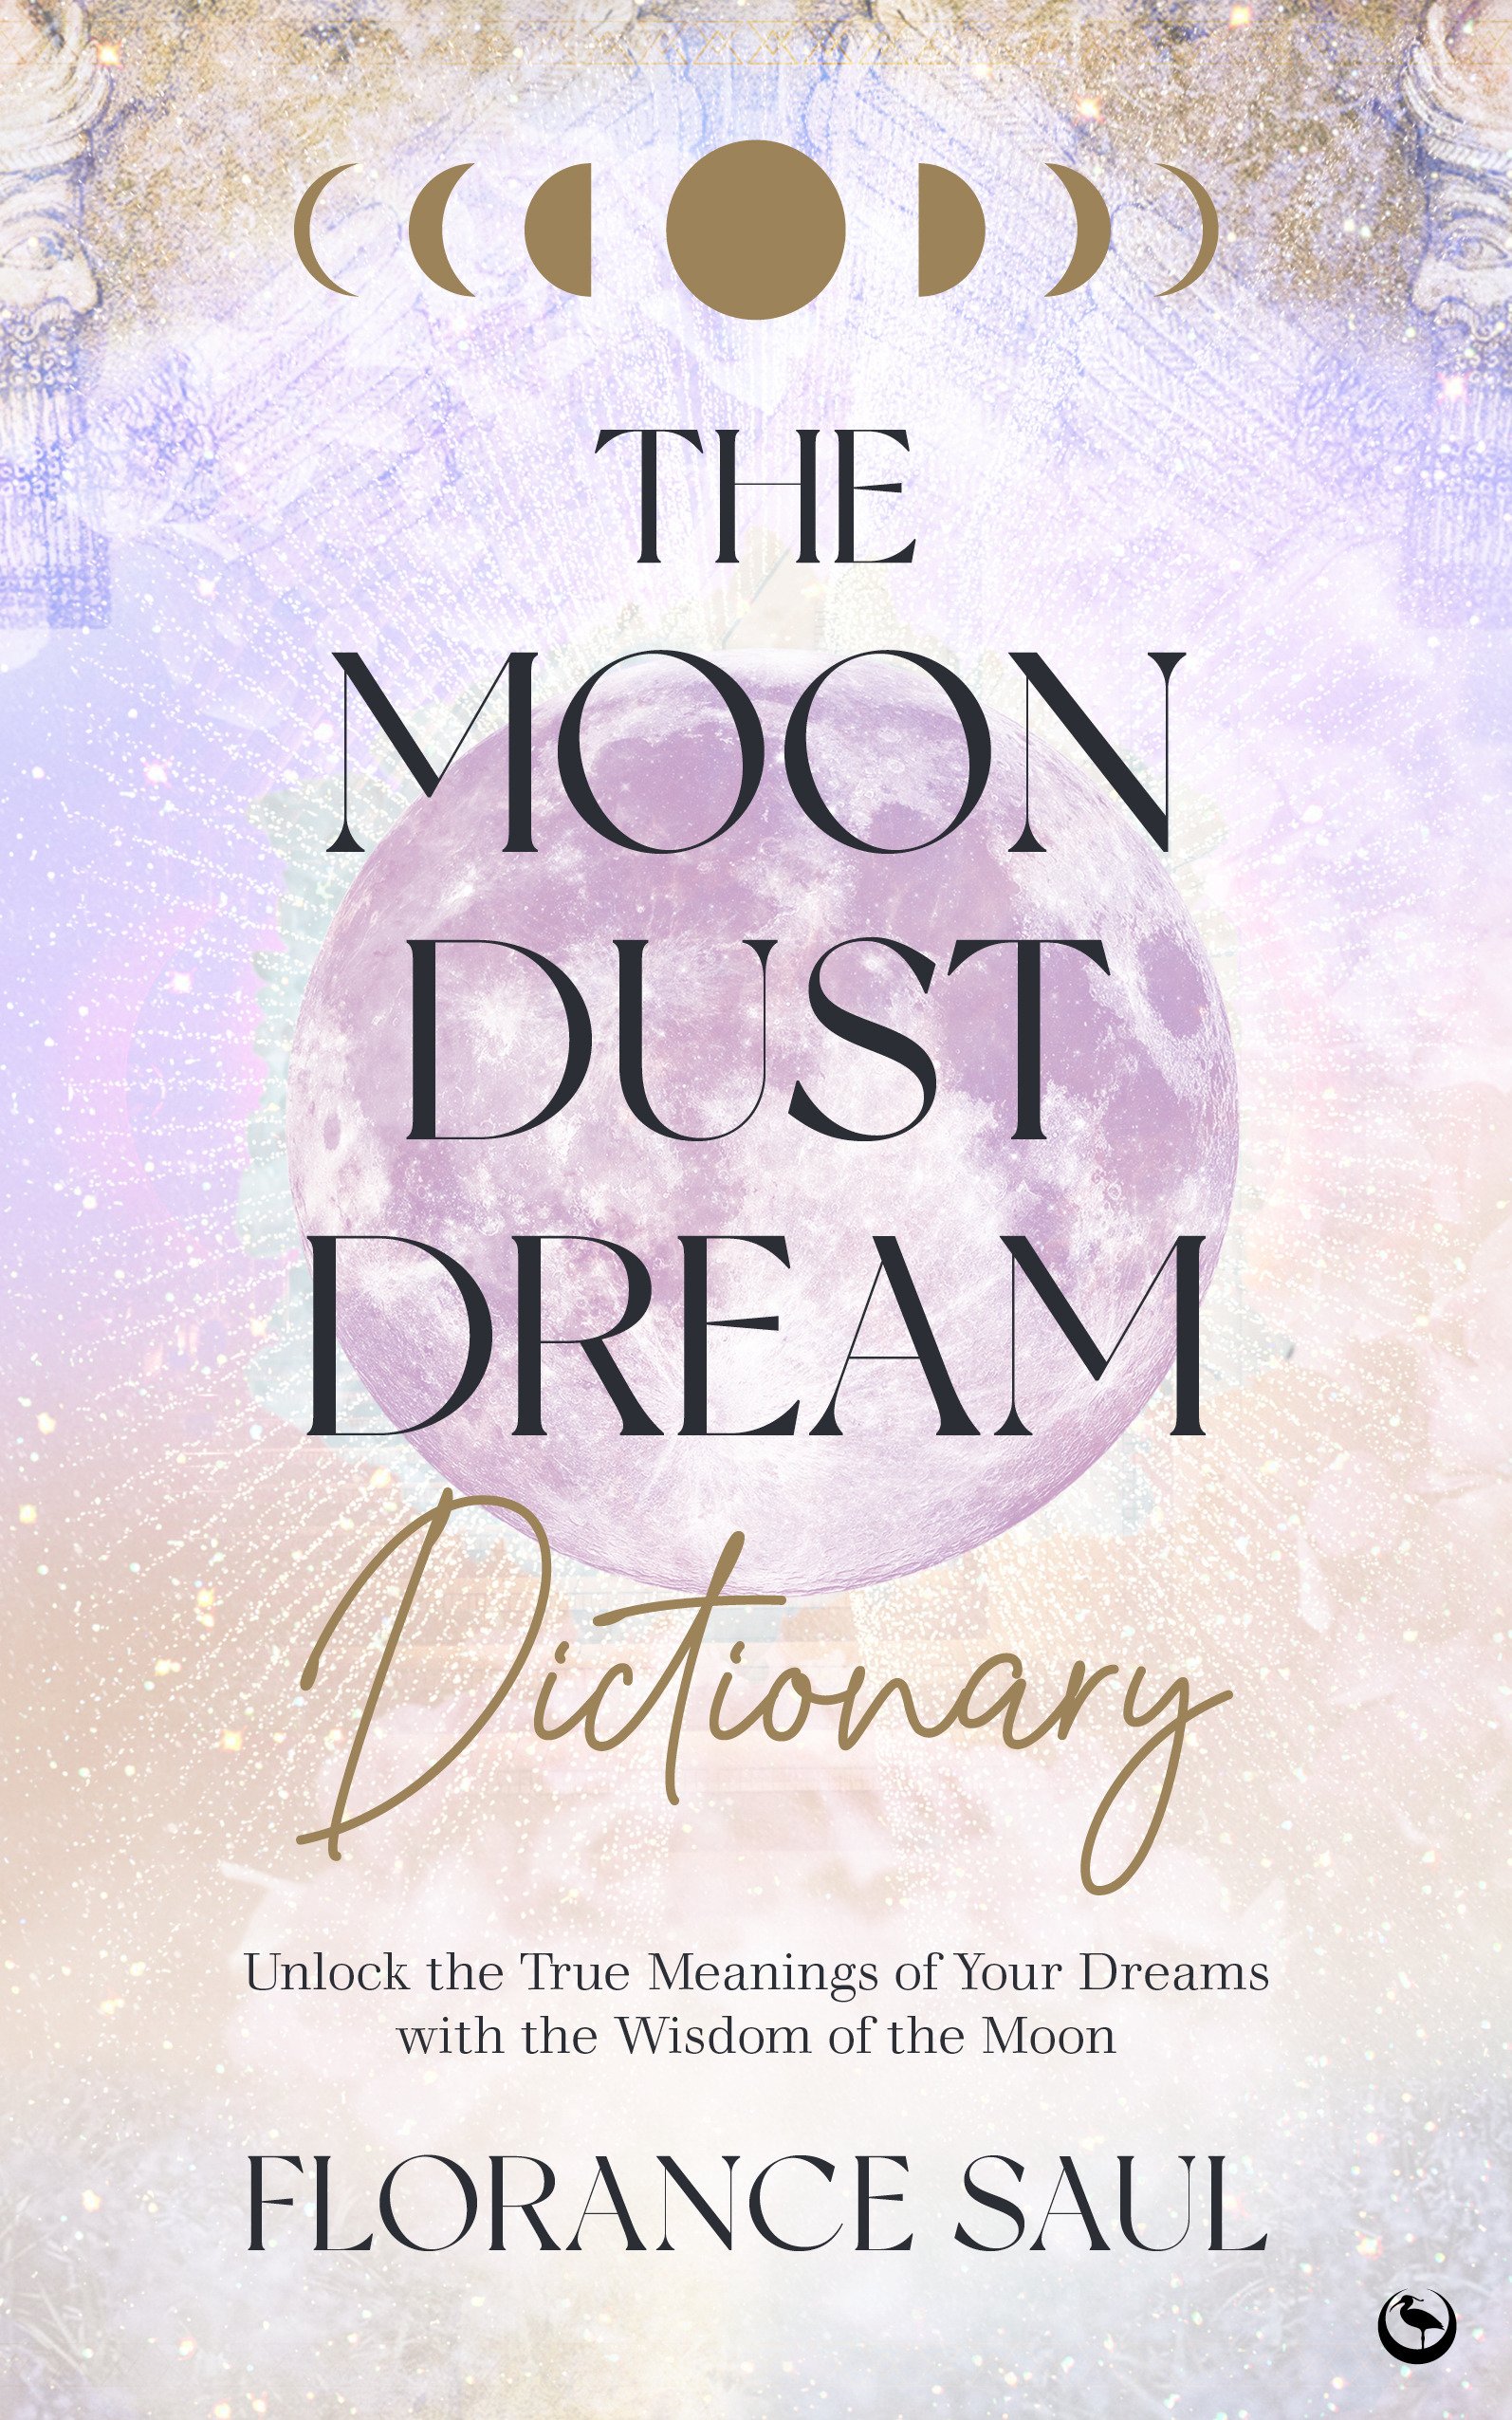 THE
MOON
DUST
DREAM
Dictionary
Unlock the True Meanings of Your Dreams
with the Wisdom of the Moon
FLORANCE SAUL